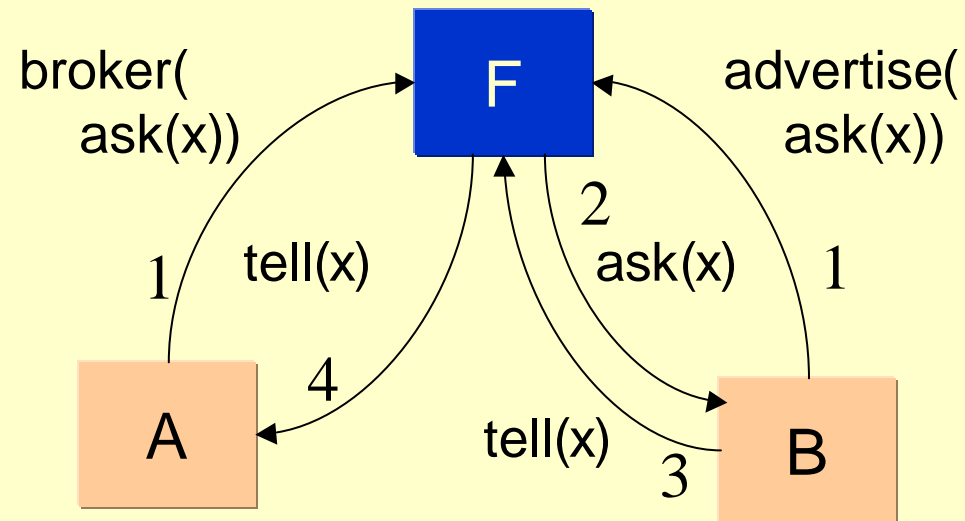 broker(
ask(x))
F
advertise(
ask(x))
1
tell(x)
2
ask(x)
1
4
A
tell(x)
3
B